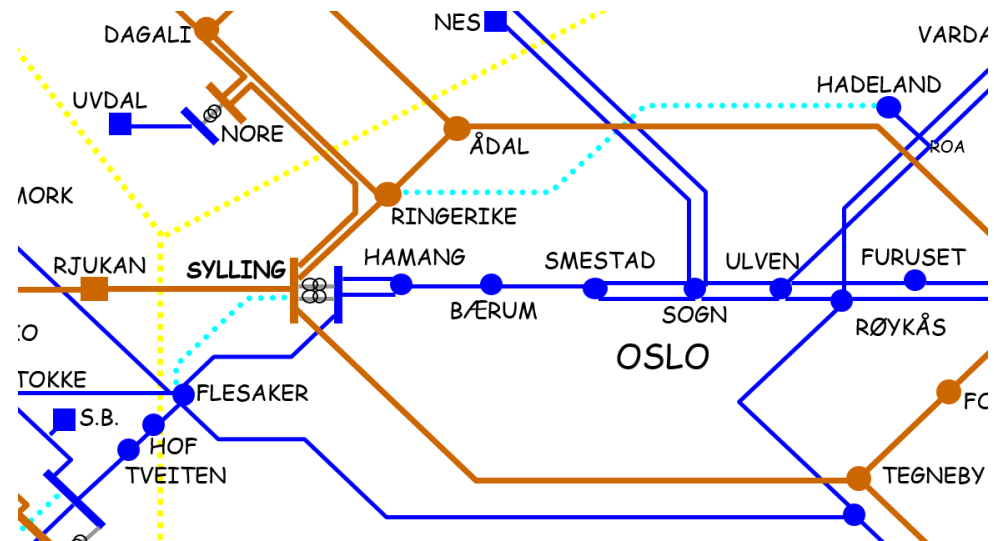 NES
VARDA
DAGALI
HADELAND
UVDAL
NORE
ÅDAL
ROA
MORK
RINGERIKE
RJUKAN
SYLLING
HAMANG
SMESTAD
ULVEN
FURUSET
BÆRUM
SOGN
RØYKÅS
OSLO
TOKKE
FLESAKER
S.B.
FO
HOF
TVEITEN
TEGNEBY